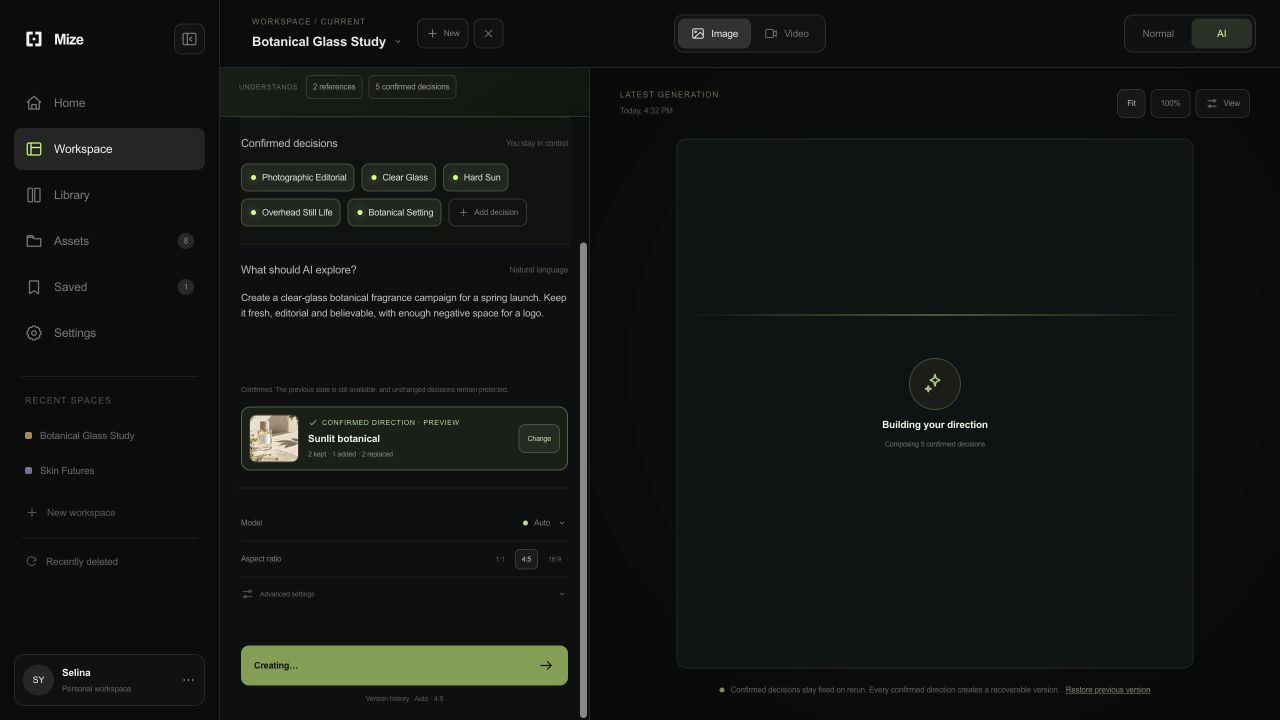 Mize
Home
Workspace
Library
Assets 8
Saved 1
Settings
RECENT SPACES
Botanical Glass Study
Skin Futures
New workspace
Recently deleted
SY
Selina
Personal workspace
WORKSPACE / CURRENT
Botanical Glass Study
New
Image
Video
Normal
AI
UNDERSTANDS
2 references
5 confirmed decisions
Confirmed decisions
You stay in control
Photographic Editorial
Clear Glass
Hard Sun
Overhead Still Life
Botanical Setting
Add decision
What should AI explore?
Natural language
Create a clear-glass botanical fragrance campaign for a spring launch. Keep
it fresh, editorial and believable, with enough negative space for a logo.
Confirmed. The previous state is still available, and unchanged decisions remain protected.
CONFIRMED DIRECTION · PREVIEW
Sunlit botanical
2 kept · 1 added · 2 replaced
Change
Model
Auto
Aspect ratio
1:1
4:5
16:9
Advanced settings
Creating…
Version history · Auto · 4:5
LATEST GENERATION
Today, 4:32 PM
Fit
100%
View
Building your direction
Composing 5 confirmed decisions
Confirmed decisions stay fixed on rerun. Every confirmed direction creates a recoverable version. Restore previous version